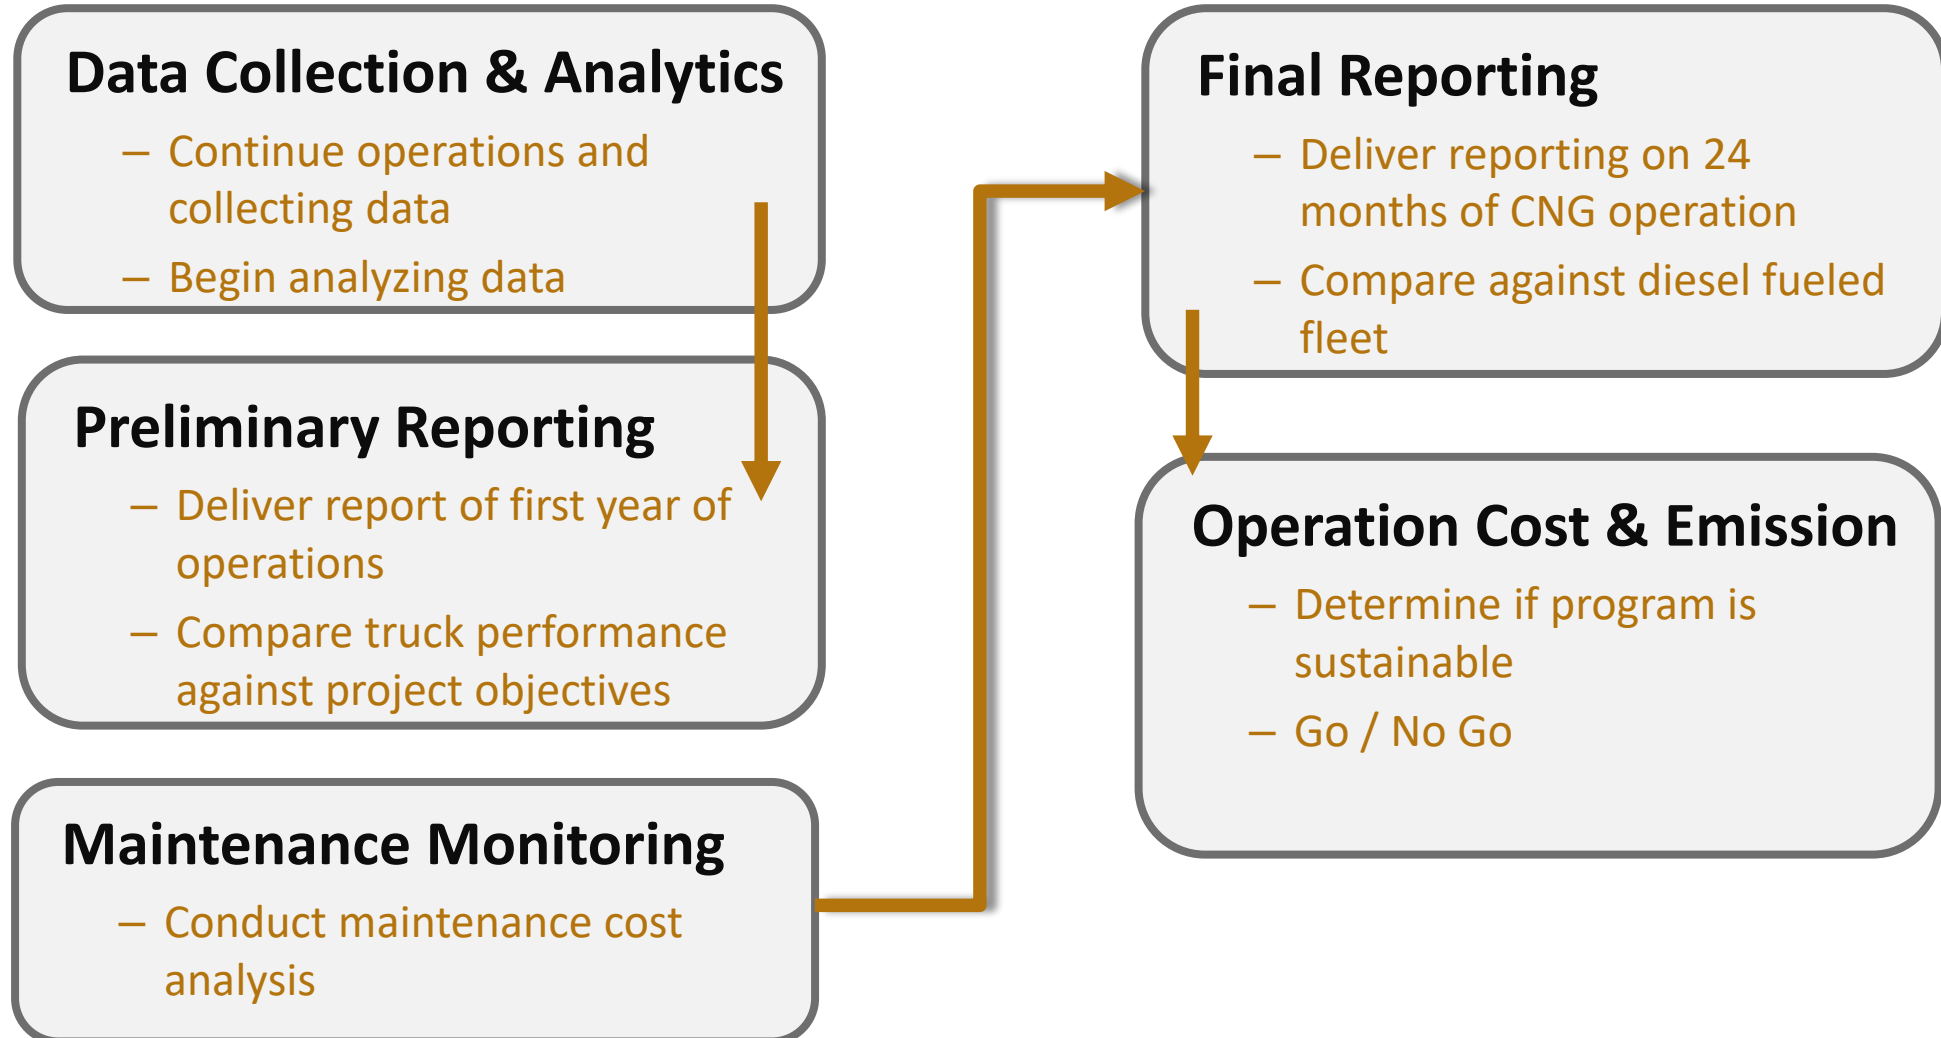 Data Collection & Analytics
– Continue operations and
collecting data
– Begin analyzing data
Preliminary Reporting
– Deliver report of first year of
operations
– Compare truck performance
against project objectives
Maintenance Monitoring
– Conduct maintenance cost
analysis
Final Reporting
– Deliver reporting on 24
months of CNG operation
– Compare against diesel fueled
fleet
Operation Cost & Emission
– Determine if program is
sustainable
– Go / No Go